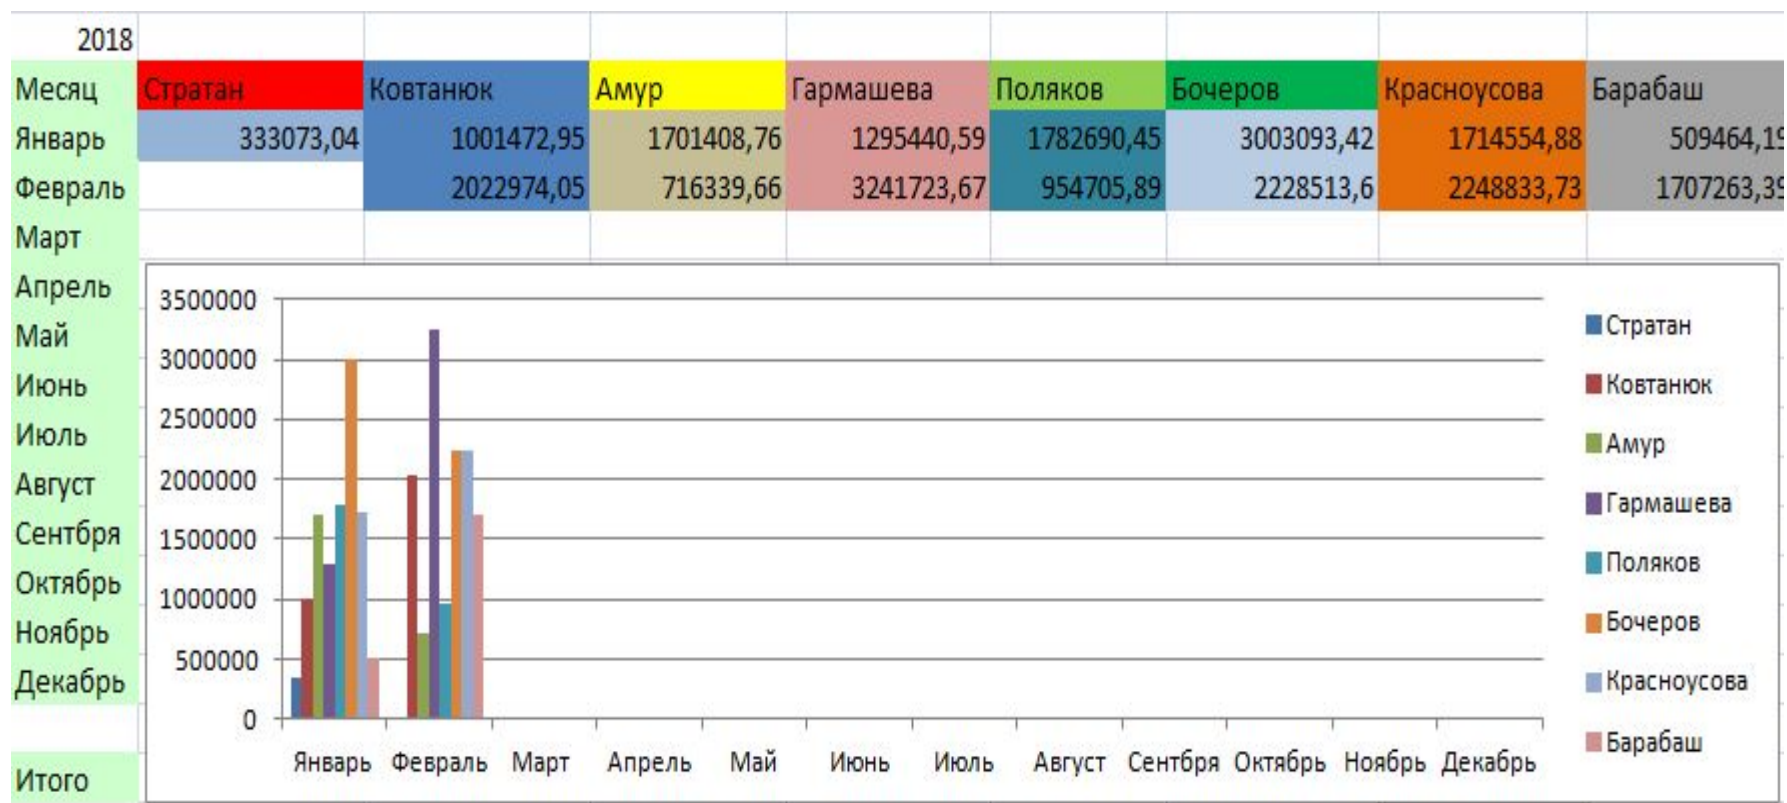 2018
Месяц Стратан Ковтанюк Амур Гармашева Поляков Бочеров Красноусова Барабаш
Январь 333073,04 1001472,95 1701408,76 1295440,59 1782690,45 3003093,42 1714554,88 509464,19
Февраль 2022974,05 716339,66 3241723,67 954705,89 2228513,6 2248833,73 1707263,39
Март
Апрель
Май
Июнь
Июль
Август
Сентбря
Октябрь
Ноябрь
Декабрь
Итого
3500000
3000000
2500000
2000000
1500000
1000000
500000
0
Январь Февраль Март Апрель Май Июнь Июль Август Сентбря Октябрь Ноябрь Декабрь
Стратан
Ковтанюк
Амур
Гармашева
Поляков
Бочеров
Красноусова
Барабаш